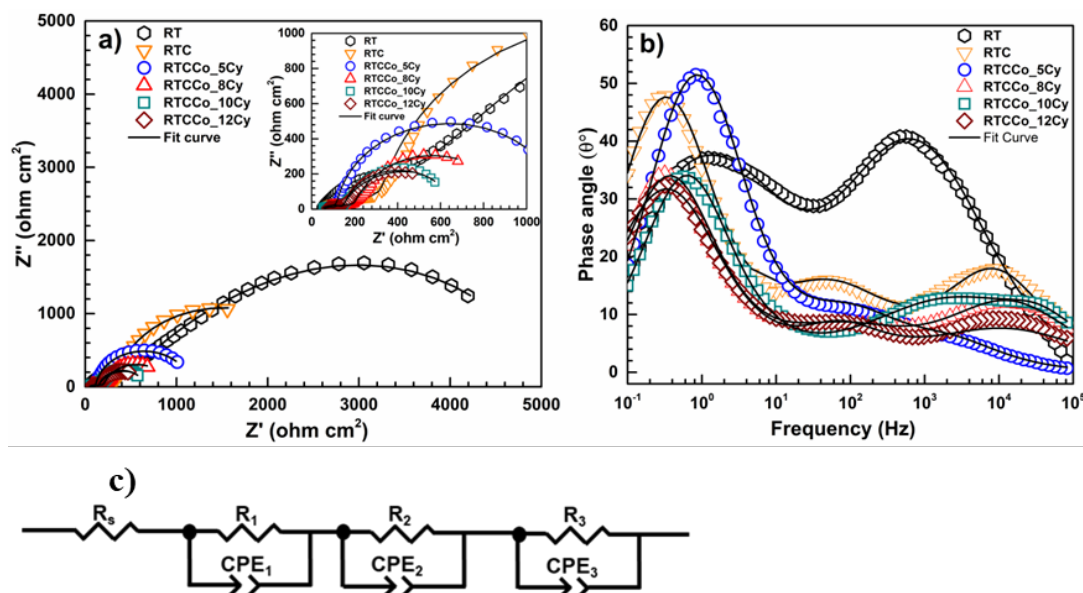 a)
RT
RTC
RTCCo_5Cy
RTCCo_8Cy
RTCCo_10Cy
RTCCo_12Cy
Fit curve
Z'' (ohm cm²)
5000
4000
3000
2000
1000
0
0 1000 2000 3000 4000 5000
Z' (ohm cm²)
Z'' (ohm cm²)
1000
800
600
400
200
0
0 200 400 600 800 1000
Z' (ohm cm²)
RT
RTC
RTCCo_5Cy
RTCCo_8Cy
RTCCo_10Cy
RTCCo_12Cy
Fit curve
b)
RT
RTC
RTCCo_5Cy
RTCCo_8Cy
RTCCo_10Cy
RTCCo_12Cy
Fit Curve
Phase angle (θ°)
60
50
40
30
20
10
0
10⁻¹ 10⁰ 10¹ 10² 10³ 10⁴ 10⁵
Frequency (Hz)
c)
Rs R1 R2 R3
CPE1 CPE2 CPE3